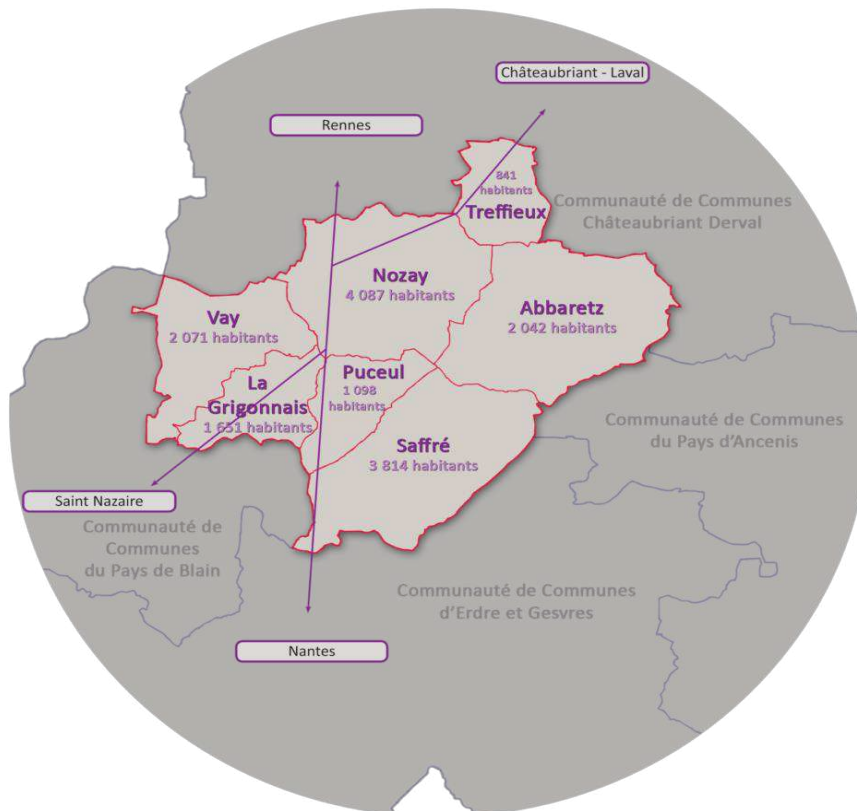 Châteaubriant - Laval
Rennes
841
habitants
Treffieux
Communauté de Communes
Châteaubriant Derval
Nozay
4 087 habitants
Abbaretz
2 042 habitants
Vay
2 071 habitants
La
Grigonnais
1 651 habitants
Puceul
1 098
habitants
Saffré
3 814 habitants
Communauté de Communes
du Pays d'Ancenis
Saint Nazaire
Communauté de
Communes
du Pays de Blain
Communauté de Communes
d'Erdre et Gesvres
Nantes